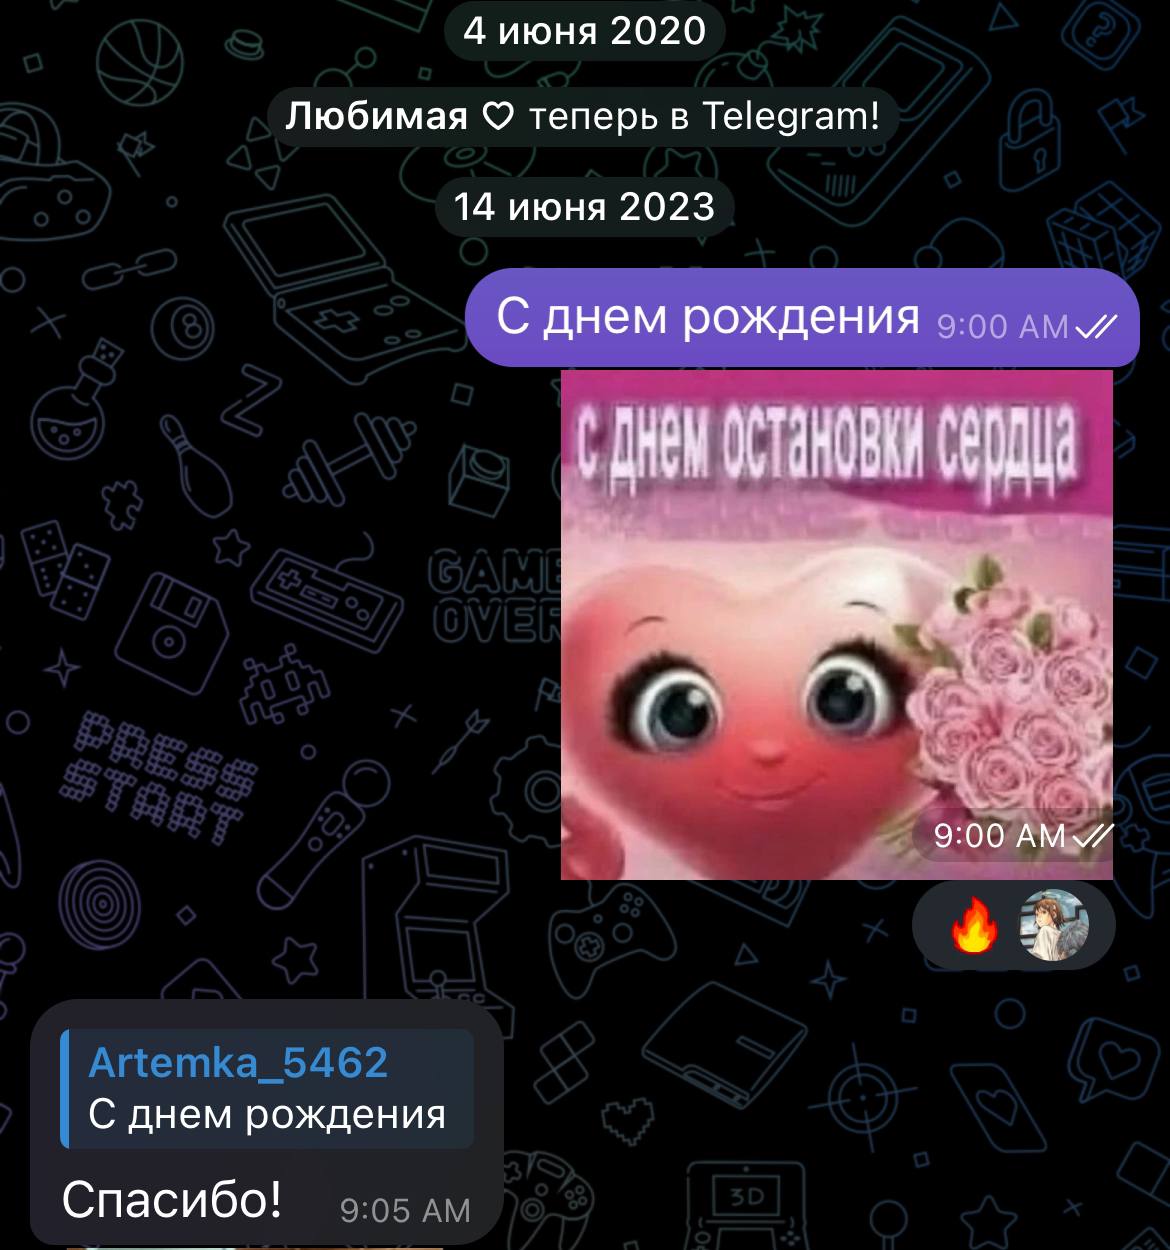 4 июня 2020
Любимая ♡ теперь в Telegram!
14 июня 2023
С днем рождения 9:00 AM
с днем остановки сердца
9:00 AM
GAME
OVER
PRESS
START
Artemka_5462
С днем рождения
Спасибо! 9:05 AM
3D